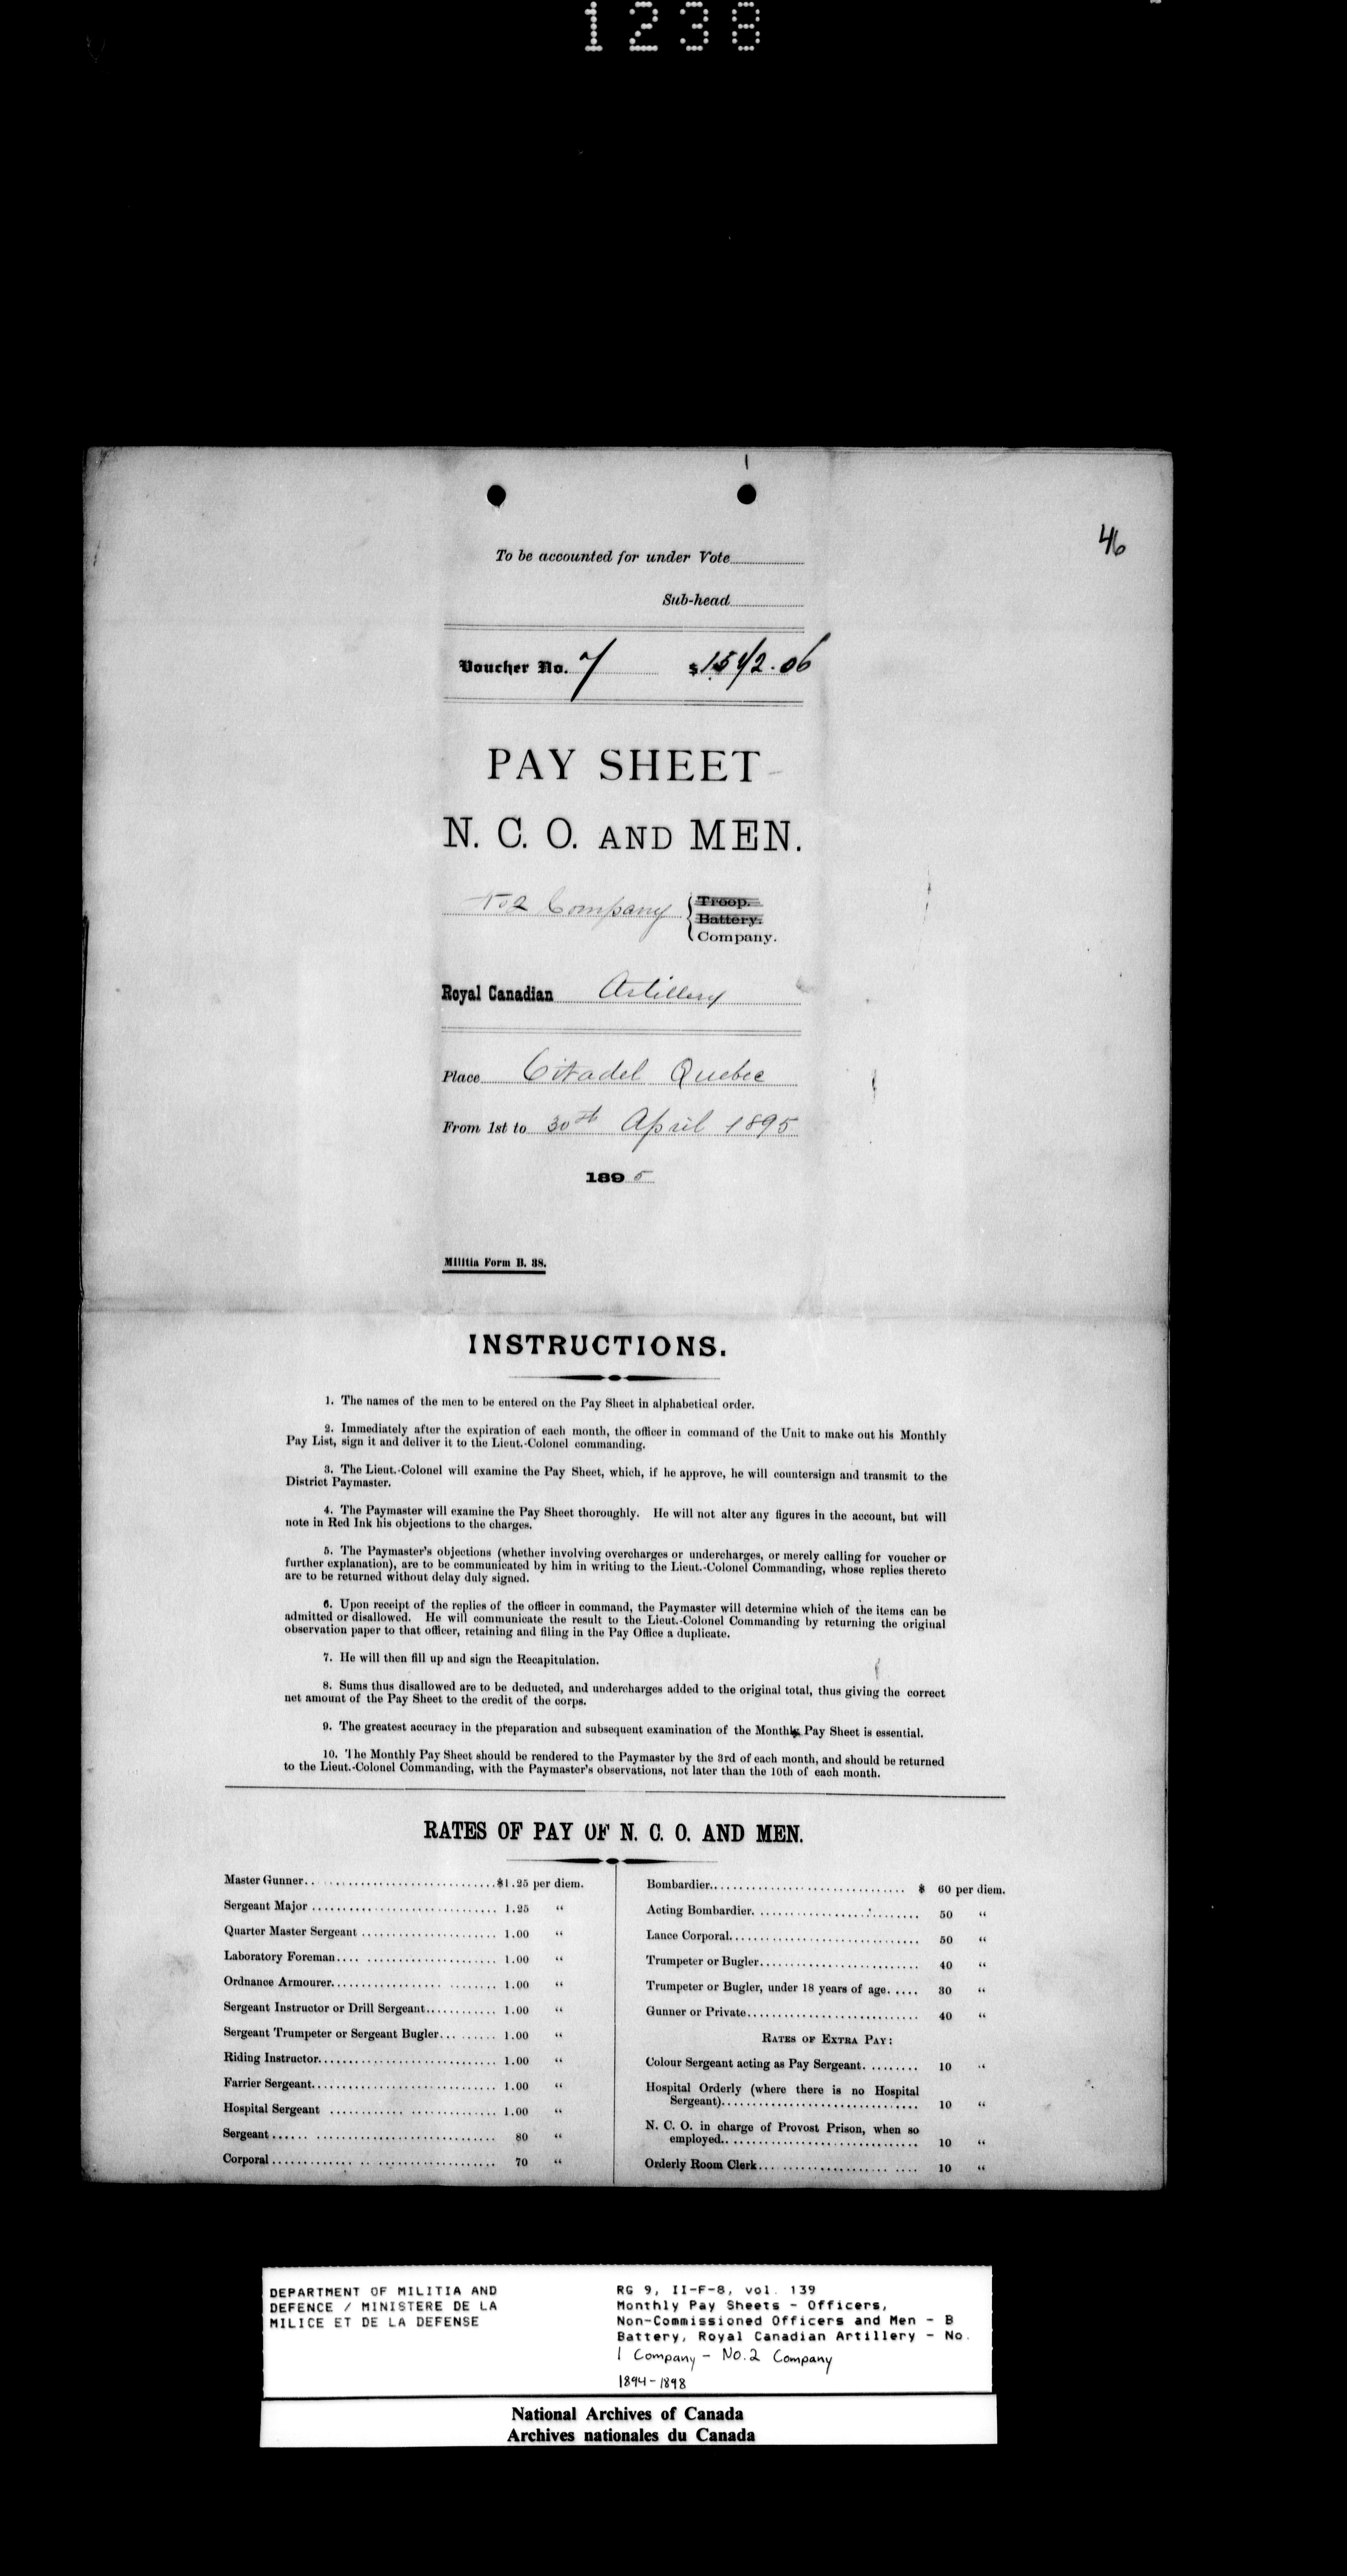 1238
46
To be accounted for under Vote
Sub-head
Voucher No. 7 $1542.06
PAY SHEET
N. C. O. AND MEN.
No 2 Company
Troop.
Battery.
Company.
Royal Canadian Artillery
Place Citadel Quebec
From 1st to 30th April 1895
1895
Militia Form B. 38.
INSTRUCTIONS.
1. The names of the men to be entered on the Pay Sheet in alphabetical order.
2. Immediately after the expiration of each month, the officer in command of the Unit to make out his Monthly
Pay List, sign it and deliver it to the Lieut.-Colonel commanding.
3. The Lieut.-Colonel will examine the Pay Sheet, which, if he approve, he will countersign and transmit to the
District Paymaster.
4. The Paymaster will examine the Pay Sheet thoroughly. He will not alter any figures in the account, but will
note in Red Ink his objections to the charges.
5. The Paymaster's objections (whether involving overcharges or undercharges, or merely calling for voucher or
further explanation), are to be communicated by him in writing to the Lieut.-Colonel Commanding, whose replies thereto
are to be returned without delay duly signed.
6. Upon receipt of the replies of the officer in command, the Paymaster will determine which of the items can be
admitted or disallowed. He will communicate the result to the Lieut.-Colonel Commanding by returning the original
observation paper to that officer, retaining and filing in the Pay Office a duplicate.
7. He will then fill up and sign the Recapitulation.
8. Sums thus disallowed are to be deducted, and undercharges added to the original total, thus giving the correct
net amount of the Pay Sheet to the credit of the corps.
9. The greatest accuracy in the preparation and subsequent examination of the Monthly Pay Sheet is essential.
10. The Monthly Pay Sheet should be rendered to the Paymaster by the 3rd of each month, and should be returned
to the Lieut.-Colonel Commanding, with the Paymaster's observations, not later than the 10th of each month.
RATES OF PAY OF N. C. O. AND MEN.
Master Gunner $1.25 per diem.
Sergeant Major 1.25 "
Quarter Master Sergeant 1.00 "
Laboratory Foreman 1.00 "
Ordnance Armourer 1.00 "
Sergeant Instructor or Drill Sergeant 1.00 "
Sergeant Trumpeter or Sergeant Bugler 1.00 "
Riding Instructor 1.00 "
Farrier Sergeant 1.00 "
Hospital Sergeant 1.00 "
Sergeant 80 "
Corporal 70 "
Bombardier $ 60 per diem.
Acting Bombardier 50 "
Lance Corporal 50 "
Trumpeter or Bugler 40 "
Trumpeter or Bugler, under 18 years of age 30 "
Gunner or Private 40 "
RATES OF EXTRA PAY:
Colour Sergeant acting as Pay Sergeant 10 "
Hospital Orderly (where there is no Hospital
Sergeant) 10 "
N. C. O. in charge of Provost Prison, when so
employed 10 "
Orderly Room Clerk 10 "
DEPARTMENT OF MILITIA AND
DEFENCE / MINISTERE DE LA
MILICE ET DE LA DEFENSE
RG 9, II-F-8, vol. 139
Monthly Pay Sheets - Officers,
Non-Commissioned Officers and Men - B
Battery, Royal Canadian Artillery - No.
1 Company - No.2 Company
1894-1898
National Archives of Canada
Archives nationales du Canada